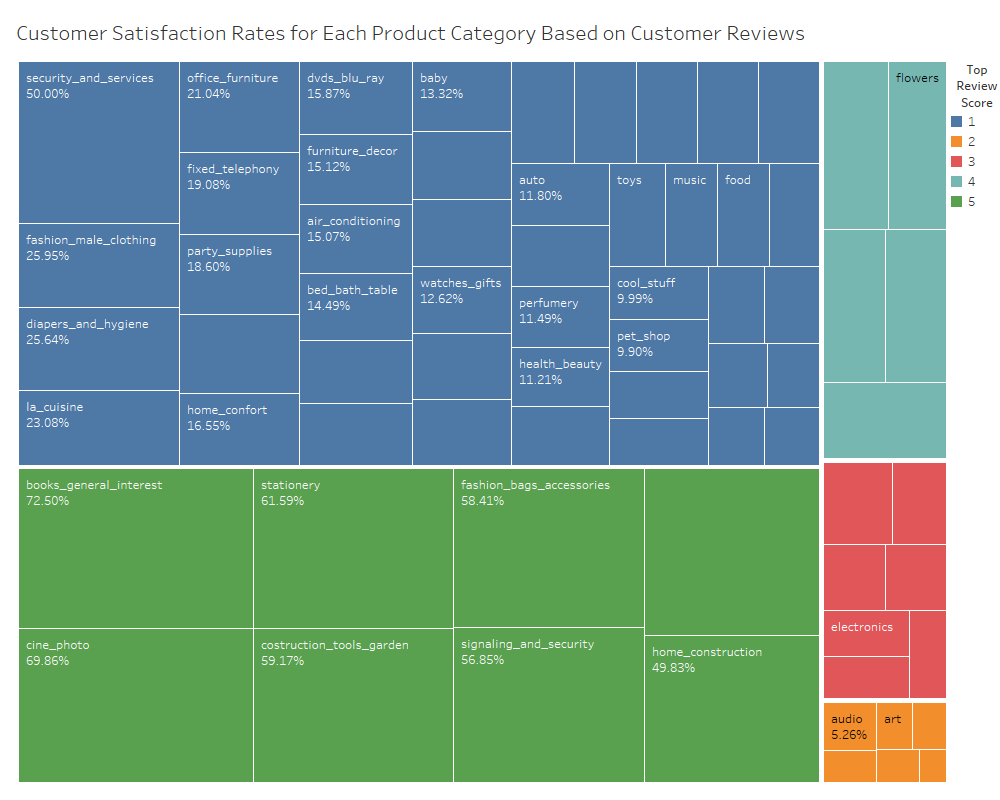 Customer Satisfaction Rates for Each Product Category Based on Customer Reviews
security_and_services
50.00%
fashion_male_clothing
25.95%
diapers_and_hygiene
25.64%
la_cuisine
23.08%
office_furniture
21.04%
fixed_telephony
19.08%
party_supplies
18.60%
home_confort
16.55%
dvds_blu_ray
15.87%
furniture_decor
15.12%
air_conditioning
15.07%
bed_bath_table
14.49%
baby
13.32%
watches_gifts
12.62%
auto
11.80%
perfumery
11.49%
health_beauty
11.21%
toys
music
food
cool_stuff
9.99%
pet_shop
9.90%
books_general_interest
72.50%
cine_photo
69.86%
stationery
61.59%
costruction_tools_garden
59.17%
fashion_bags_accessories
58.41%
signaling_and_security
56.85%
home_construction
49.83%
flowers
electronics
audio
5.26%
art
Top
Review
Score
1
2
3
4
5